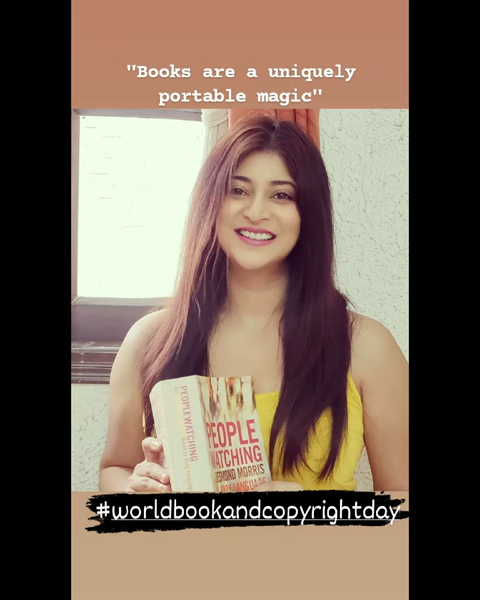 "Books are a uniquely
portable magic"
PEOPLEWATCHING
PEOPLE
WATCHING
DESMOND MORRIS
#worldbookandcopyrightday